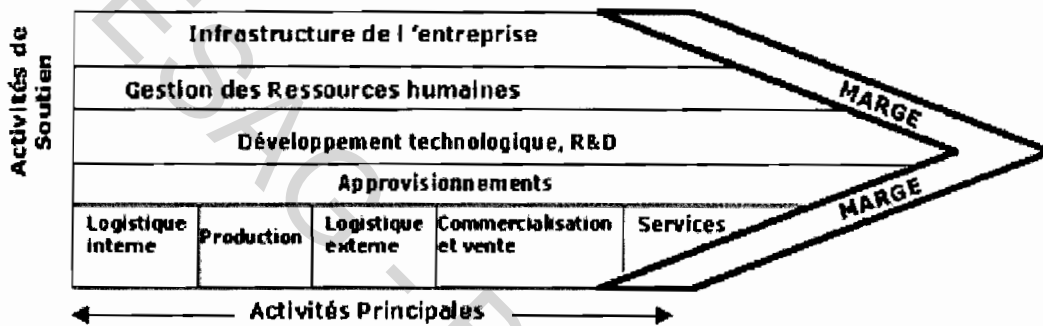 Activités de
Soutien
Infrastructure de l 'entreprise
Gestion des Ressources humaines
Développement technologique, R&D
Approvisionnements
Logistique
interne
Production
Logistique
externe
Commercialisation
et vente
Services
MARGE
MARGE
Activités Principales